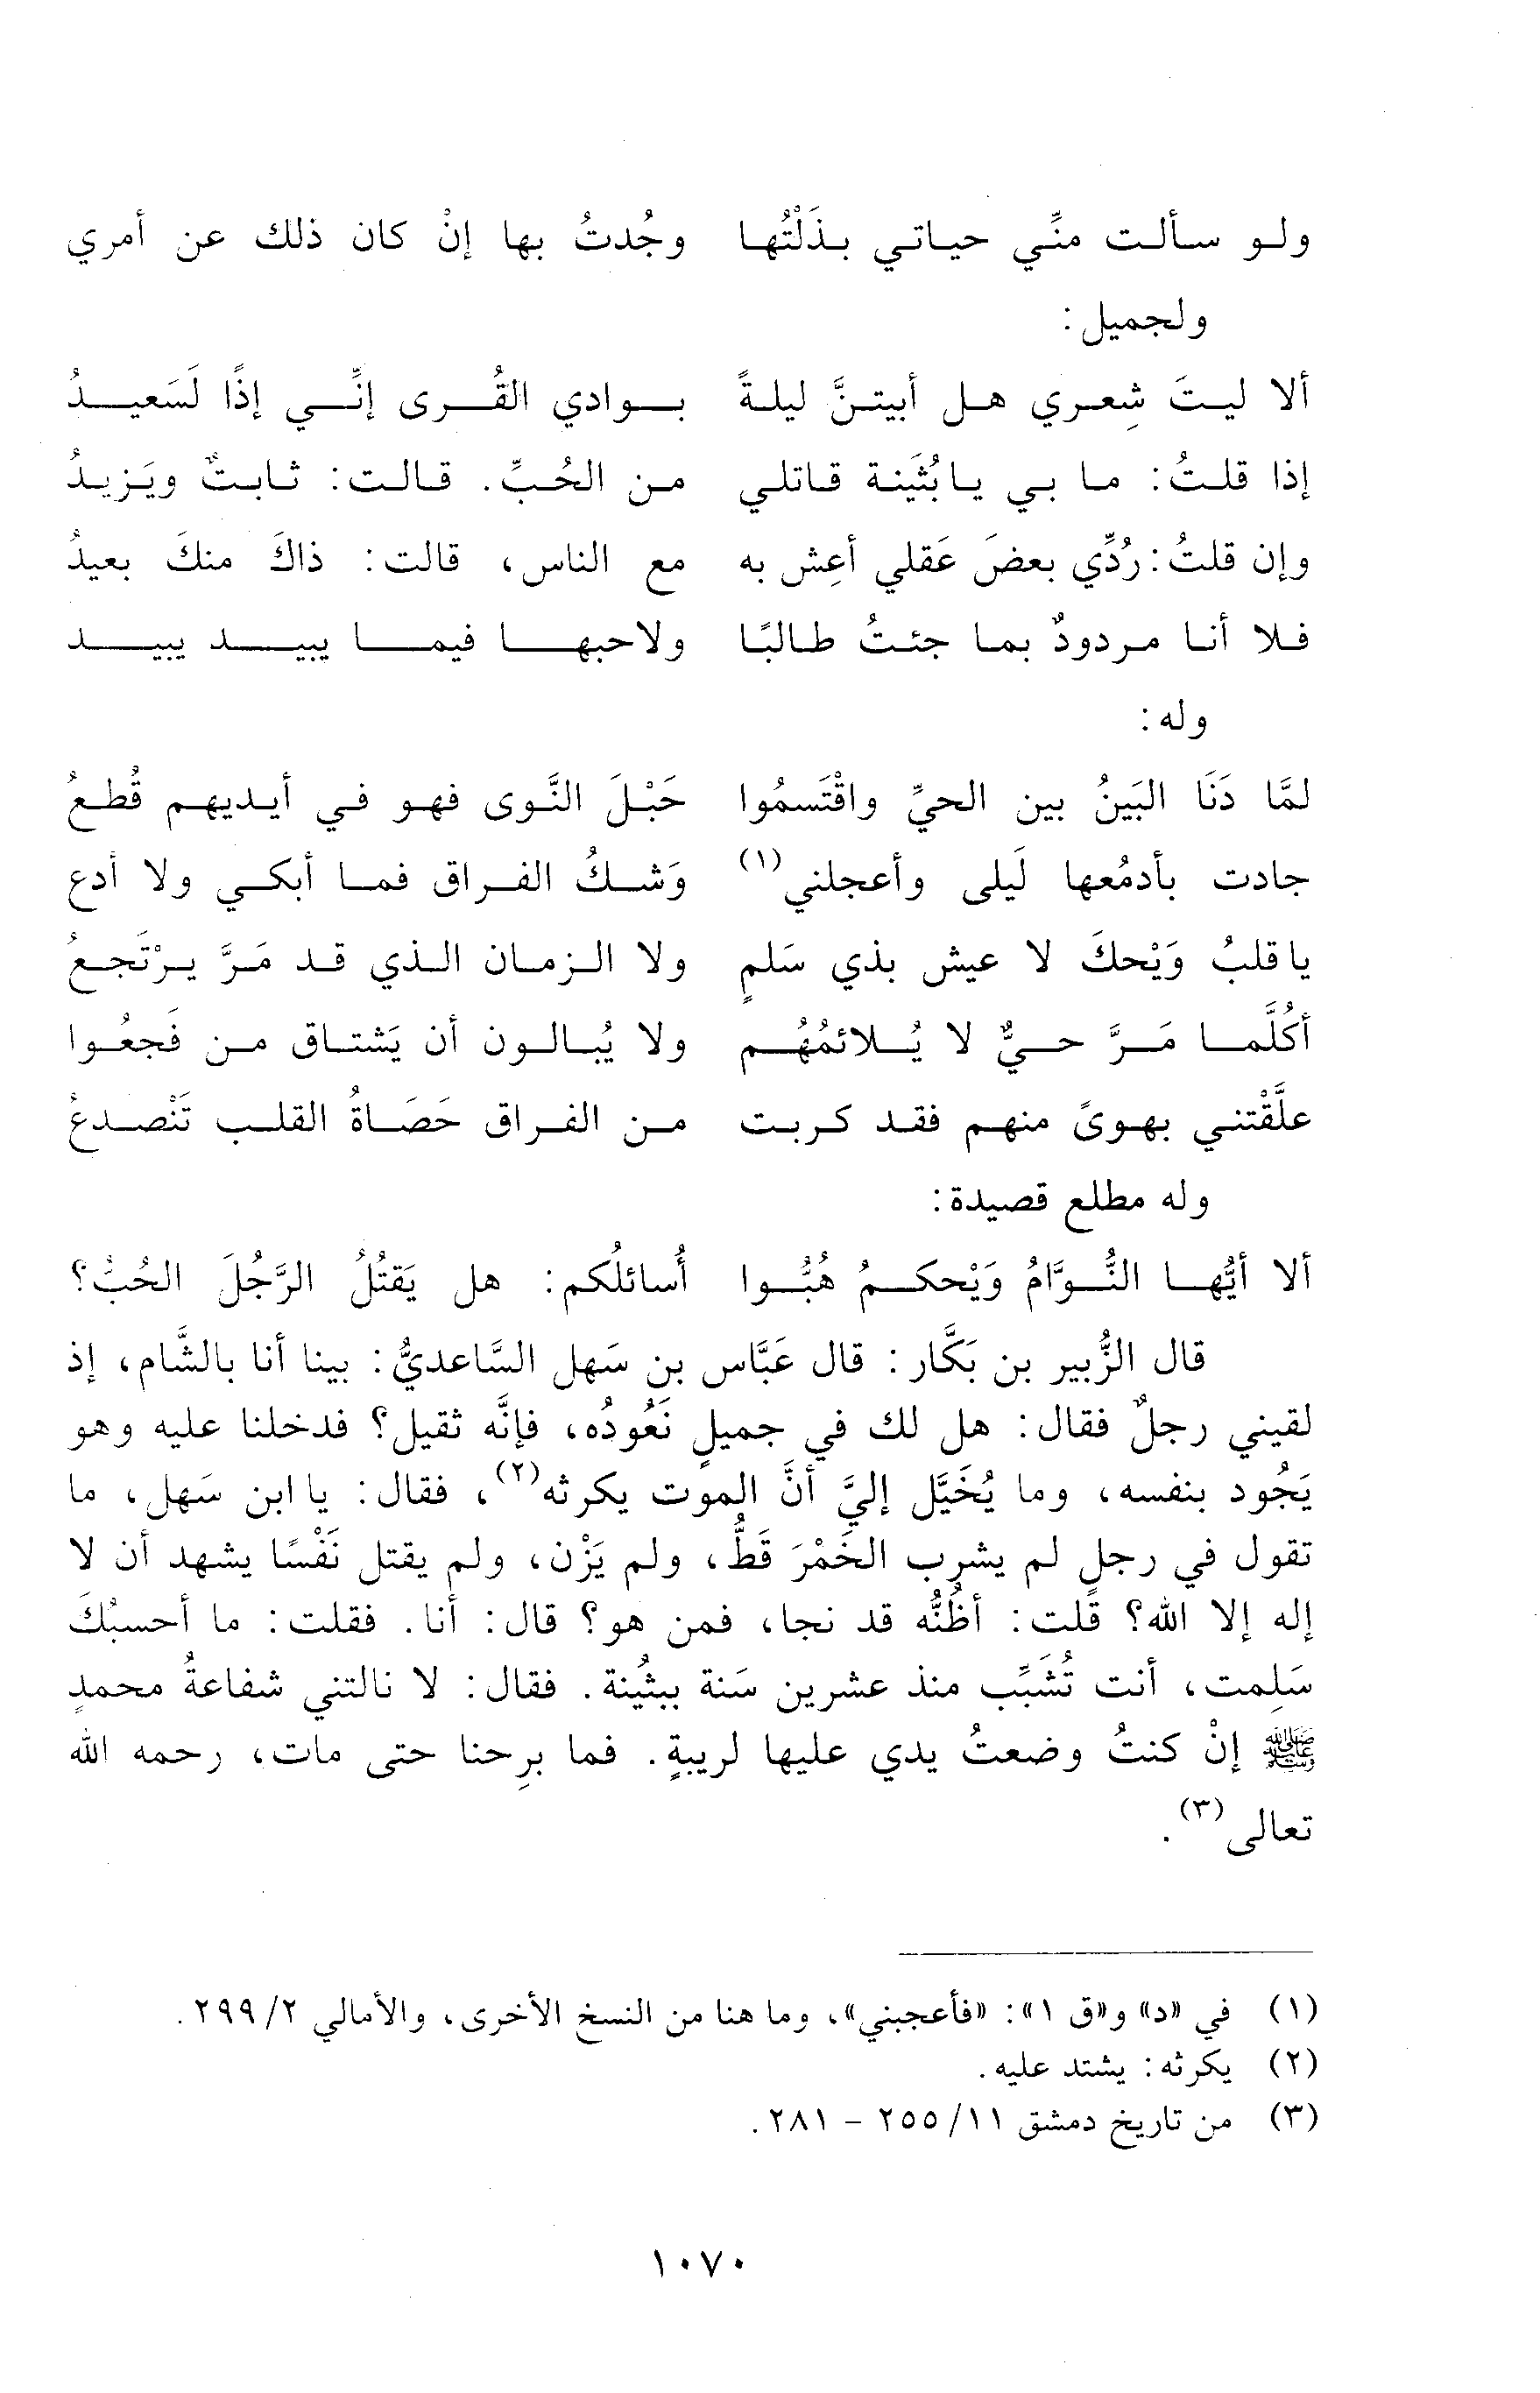 ولو سألت منِّي حياتي بذَلْتُها وجُدتُ بها إنْ كان ذلك عن أمري
ولجميل:
ألا ليتَ شِعري هل أبيتنَّ ليلةً بوادي القُرى إنِّي إذًا لَسَعيدُ
إذا قلتُ: ما بي يا بُثَينة قاتلي من الحُبِّ. قالت: ثابتٌ ويَزيدُ
وإن قلتُ: رُدِّي بعضَ عَقلي أعِش به مع الناس، قالت: ذاكَ منكَ بعيدُ
فلا أنا مردودٌ بما جئتُ طالبًا ولا حبها فيما يبيد يبيد
وله:
لمَّا دَنَا البَينُ بين الحيِّ واقْتَسمُوا حَبْلَ النَّوى فهو في أيديهم قُطعُ
جادت بأدمُعها لَيلى وأعجلني(١) وَشكُ الفراق فما أبكي ولا أدع
يا قلبُ وَيْحكَ لا عيش بذي سَلمٍ ولا الزمان الذي قد مَرَّ يرْتَجعُ
أكُلَّما مَرَّ حيٌّ لا يُلائمُهُم ولا يُبالون أن يَشتاق من فَجعُوا
علَّقْتني بهوىً منهم فقد كربت من الفراق حَصَاةُ القلب تَنْصدعُ
وله مطلع قصيدة:
ألا أيُّها النُّوَّامُ وَيْحكمُ هُبُّوا أُسائلُكم: هل يَقتُلُ الرَّجُلَ الحُبُّ؟
قال الزُّبير بن بَكَّار: قال عَبَّاس بن سَهل السَّاعديُّ: بينا أنا بالشَّام، إذ
لقيني رجلٌ فقال: هل لك في جميلٍ نَعُودُه، فإنَّه ثقيل؟ فدخلنا عليه وهو
يَجُود بنفسه، وما يُخَيَّل إليَّ أنَّ الموت يكرثه(٢)، فقال: يا ابن سَهل، ما
تقول في رجلٍ لم يشرب الخَمْرَ قَطُّ، ولم يَزْن، ولم يقتل نَفْسًا يشهد أن لا
إله إلا الله؟ قلت: أظُنُّه قد نجا، فمن هو؟ قال: أنا. فقلت: ما أحسبُكَ
سَلِمت، أنت تُشَبِّب منذ عشرين سَنة ببثُينة. فقال: لا نالتني شفاعةُ محمدٍ
ﷺ إنْ كنتُ وضعتُ يدي عليها لريبةٍ. فما برِحنا حتى مات، رحمه الله
تعالى(٣).
(١) في «د» و«ق ١»: «فأعجبني»، وما هنا من النسخ الأخرى، والأمالي ٢/ ٢٩٩.
(٢) يكرثه: يشتد عليه.
(٣) من تاريخ دمشق ١١/ ٢٥٥ - ٢٨١.
١٠٧٠